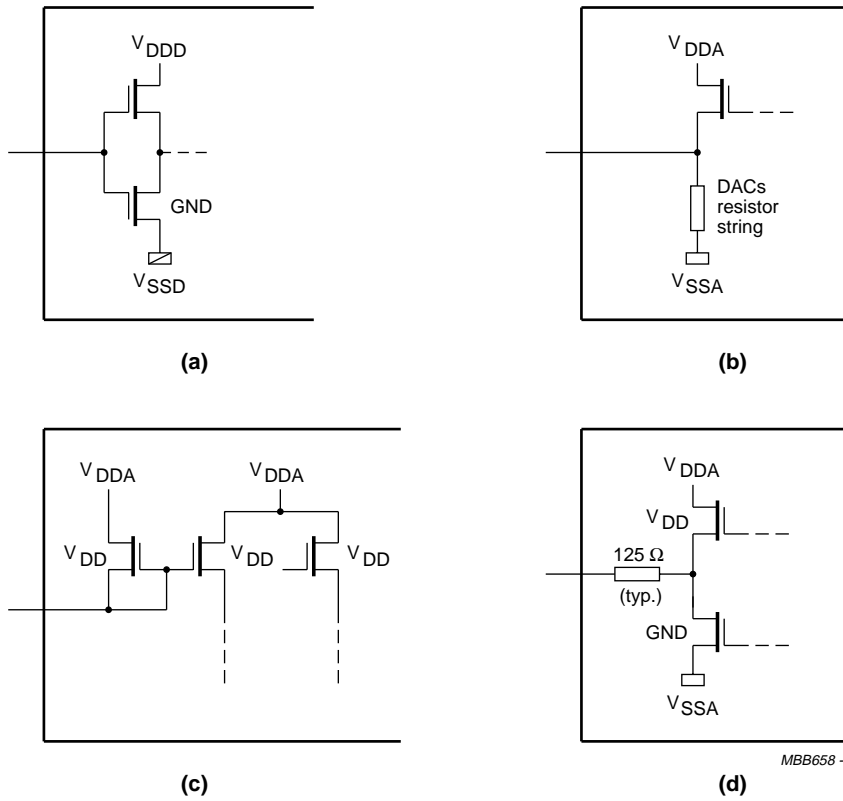 V DDD
GND
V SSD
(a)
V DDA
DACs
resistor
string
V SSA
(b)
V DDA
V DDA
V DD
V DD
V DD
(c)
V DDA
V DD
125 Ω
(typ.)
GND
V SSA
MBB658 -
(d)